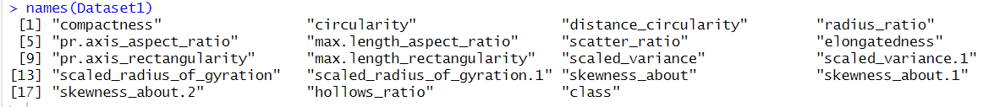 > names(Dataset1)
 [1] "compactness"                 "circularity"                 "distance_circularity"        "radius_ratio"
 [5] "pr.axis_aspect_ratio"        "max.length_aspect_ratio"     "scatter_ratio"               "elongatedness"
 [9] "pr.axis_rectangularity"      "max.length_rectangularity"   "scaled_variance"             "scaled_variance.1"
[13] "scaled_radius_of_gyration"   "scaled_radius_of_gyration.1" "skewness_about"              "skewness_about.1"
[17] "skewness_about.2"            "hollows_ratio"               "class"